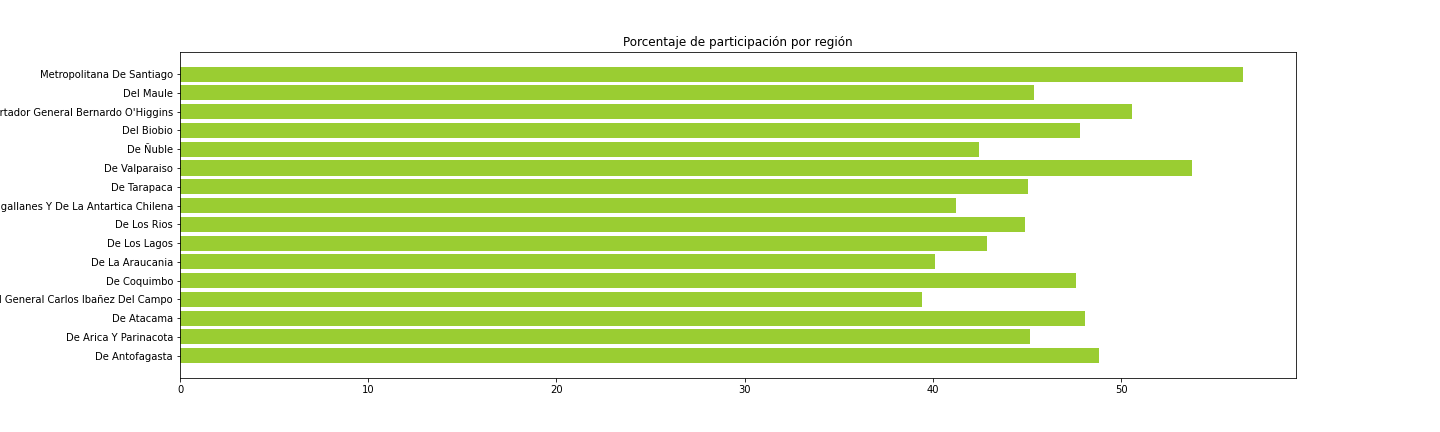 Porcentaje de participación por región
Metropolitana De Santiago
Del Maule
rtador General Bernardo O'Higgins
Del Biobio
De Ñuble
De Valparaiso
De Tarapaca
gallanes Y De La Antartica Chilena
De Los Rios
De Los Lagos
De La Araucania
De Coquimbo
l General Carlos Ibañez Del Campo
De Atacama
De Arica Y Parinacota
De Antofagasta
0 10 20 30 40 50